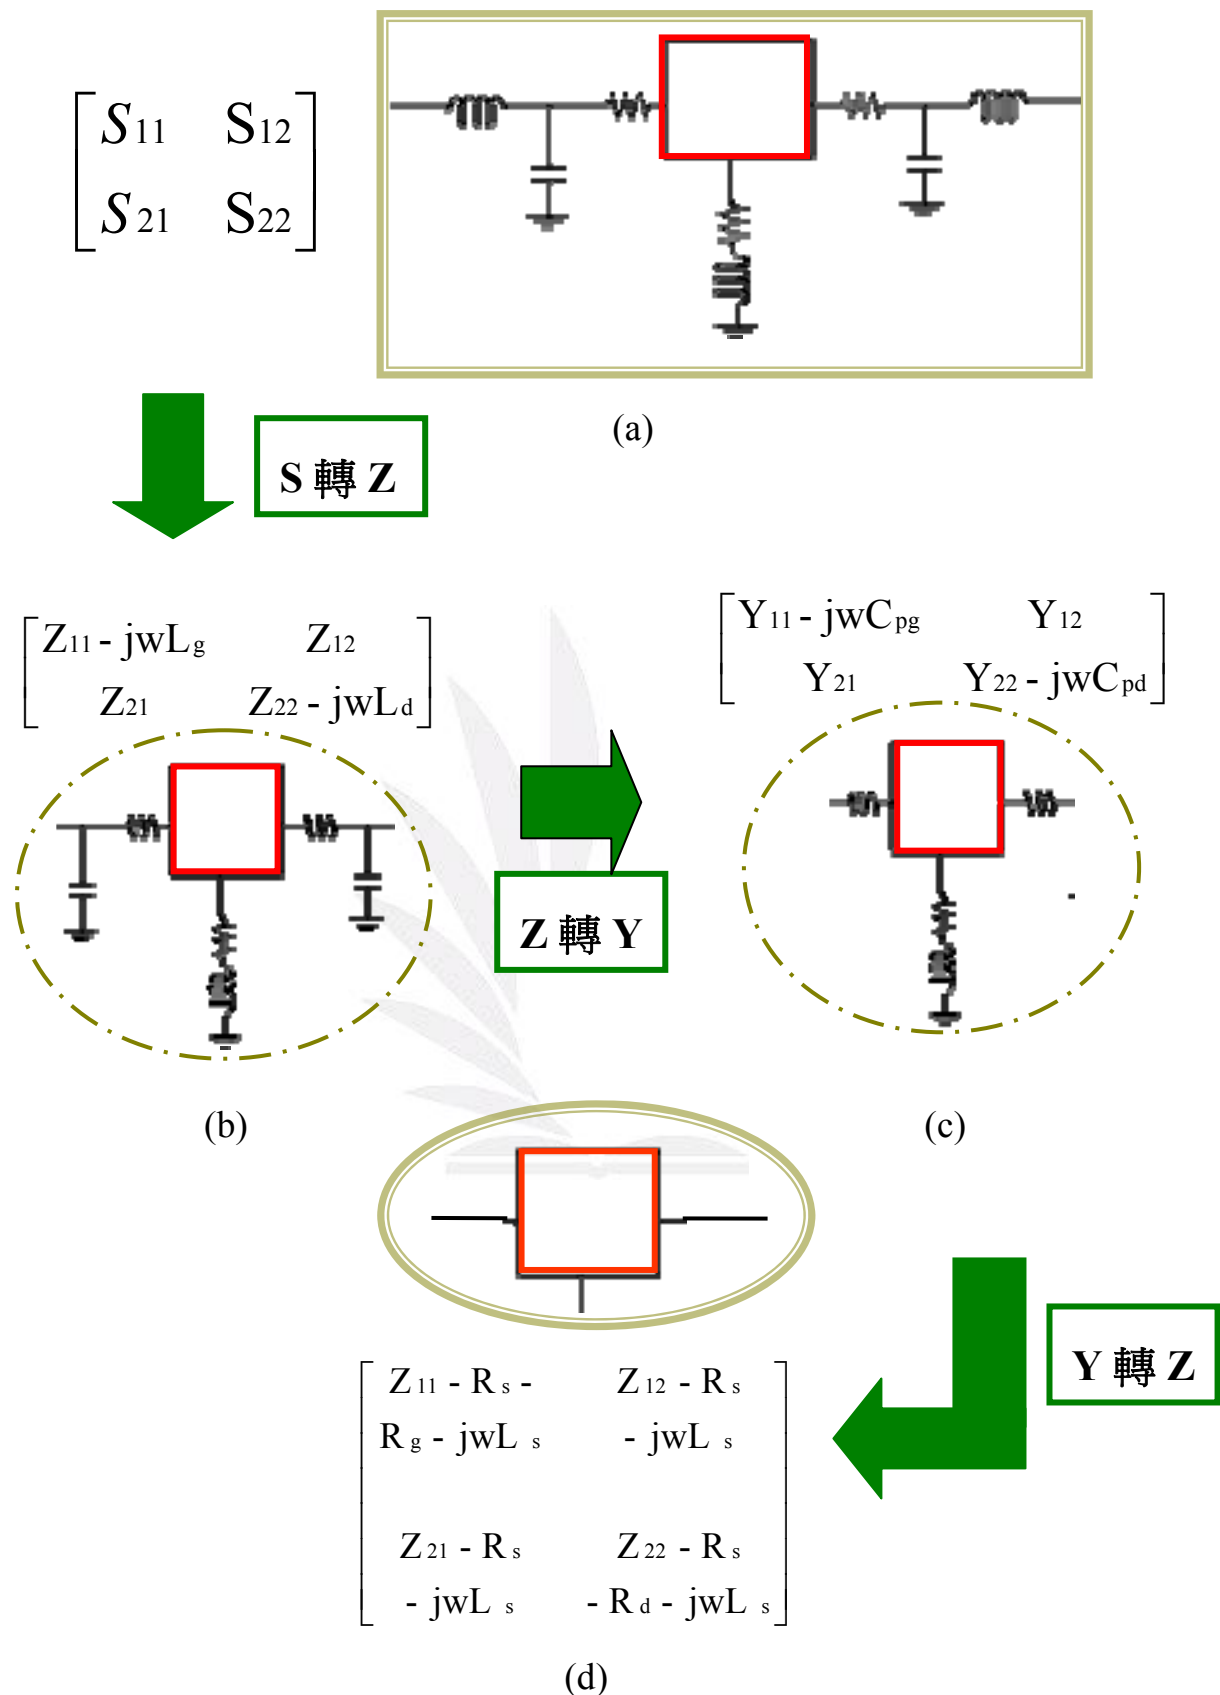 S11 S12
S21 S22
(a)
S 轉 Z
Z11 - jwLg Z12
Z21 Z22 - jwLd
Y11 - jwCpg Y12
Y21 Y22 - jwCpd
Z 轉 Y
(b)
(c)
Y 轉 Z
Z11 - Rs - Z12 - Rs
Rg - jwLs - jwLs
Z21 - Rs Z22 - Rs
- jwLs - Rd - jwLs
(d)